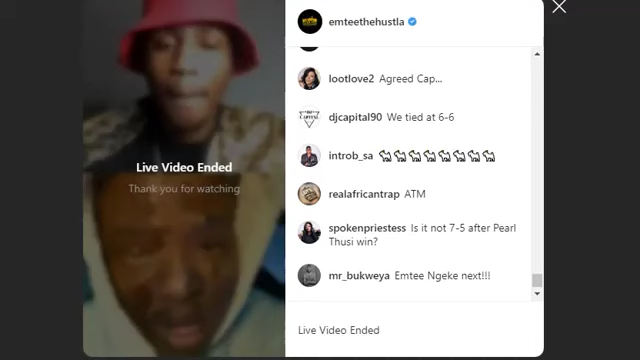 emteethehustla
lootlove2 Agreed Cap...
djcapital90 We tied at 6-6
introb_sa 🐑🐑🐑🐑🐑🐑🐑🐑
realafricantrap ATM
spokenpriestess Is it not 7-5 after Pearl
Thusi win?
mr_bukweya Emtee Ngeke next!!!
Live Video Ended
Live Video Ended
Thank you for watching